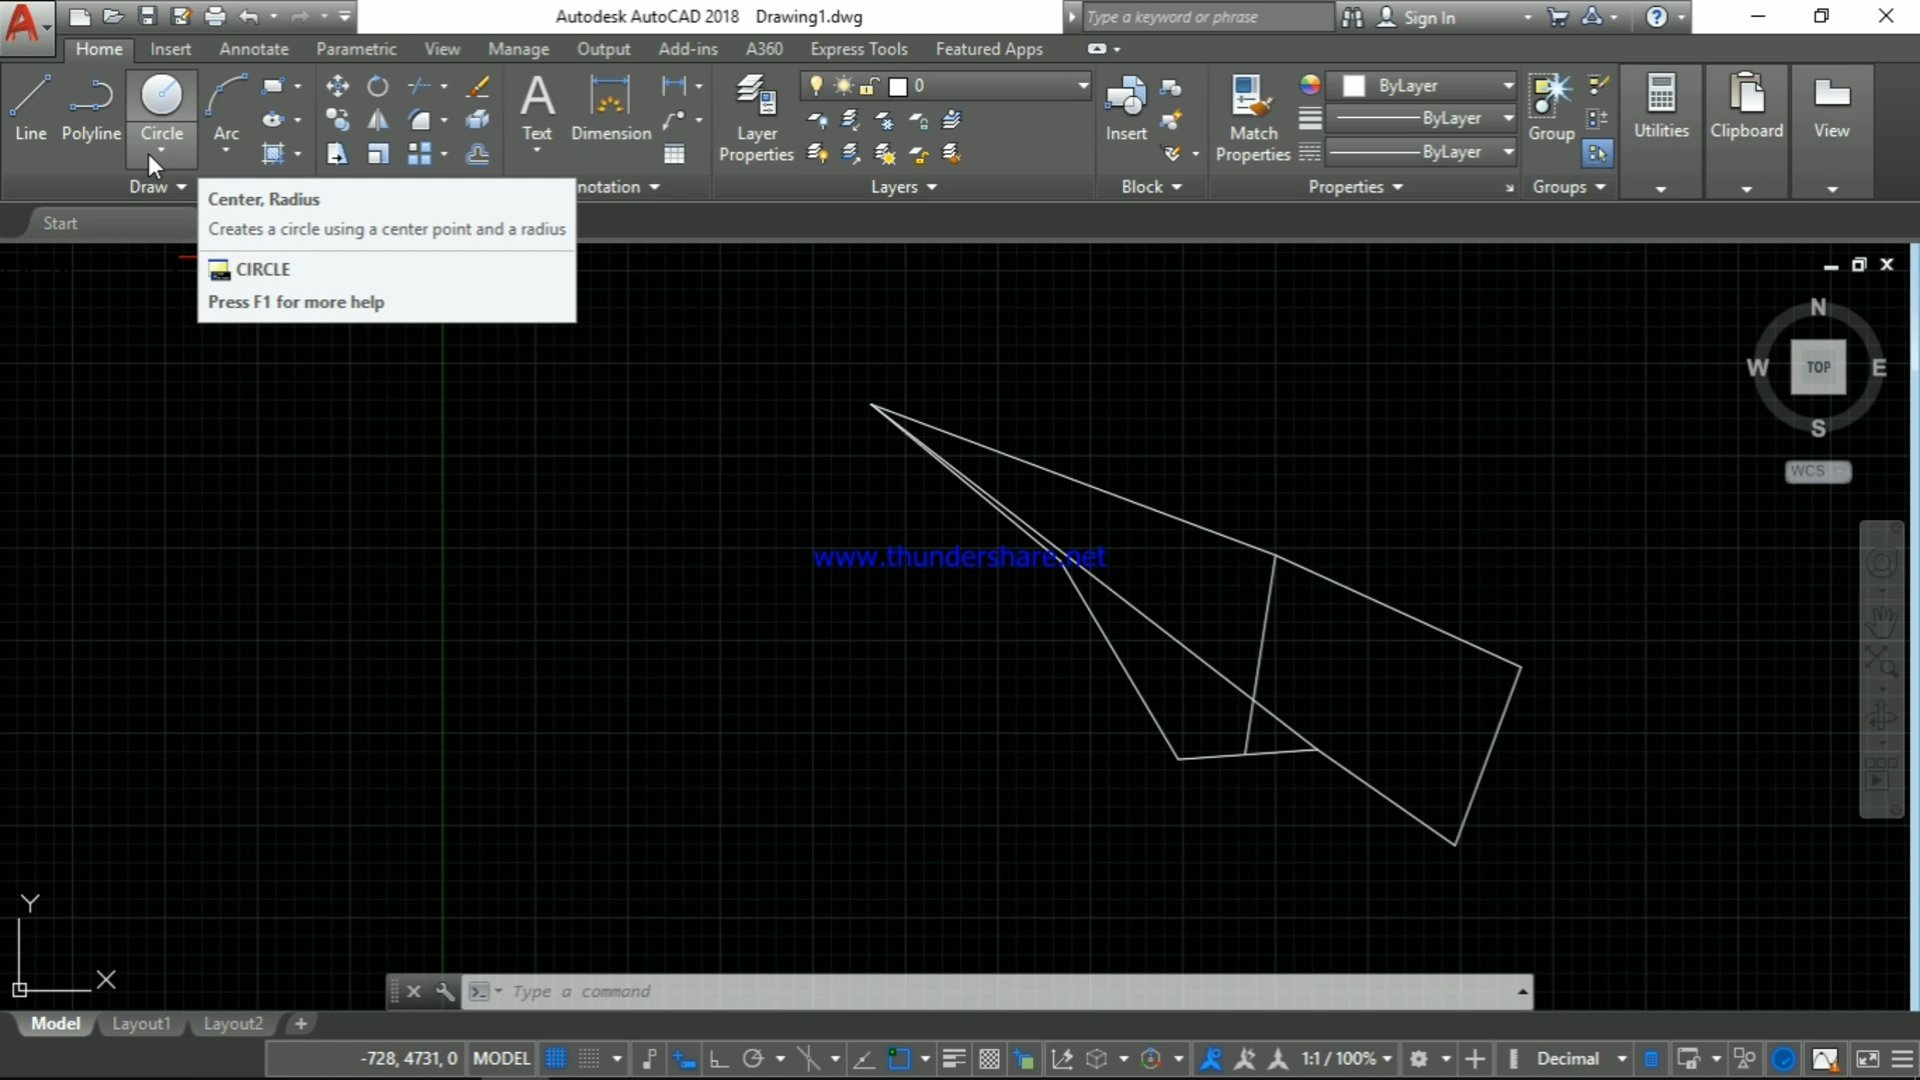 Autodesk AutoCAD 2018 Drawing1.dwg
Type a keyword or phrase
Sign In
Home Insert Annotate Parametric View Manage Output Add-ins A360 Express Tools Featured Apps
Line Polyline Circle Arc
Text Dimension
Layer Properties
0
Insert
Match Properties
ByLayer
ByLayer
ByLayer
Group
Utilities
Clipboard
View
Draw
notation
Layers
Block
Properties
Groups
Start
Center, Radius
Creates a circle using a center point and a radius
CIRCLE
Press F1 for more help
N
W TOP E
S
WCS
www.thundershare.net
Y
X
Type a command
Model Layout1 Layout2 +
-728, 4731, 0 MODEL 1:1 / 100% Decimal